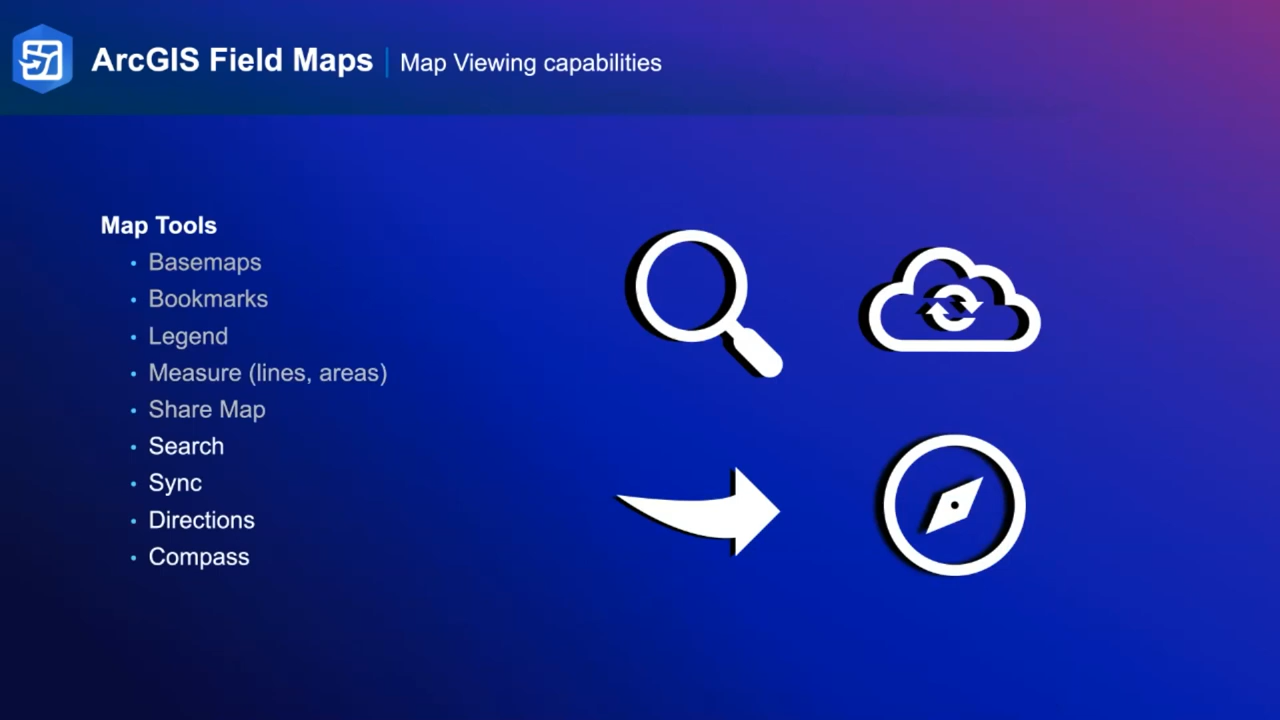 ArcGIS Field Maps | Map Viewing capabilities
Map Tools
• Basemaps
• Bookmarks
• Legend
• Measure (lines, areas)
• Share Map
• Search
• Sync
• Directions
• Compass